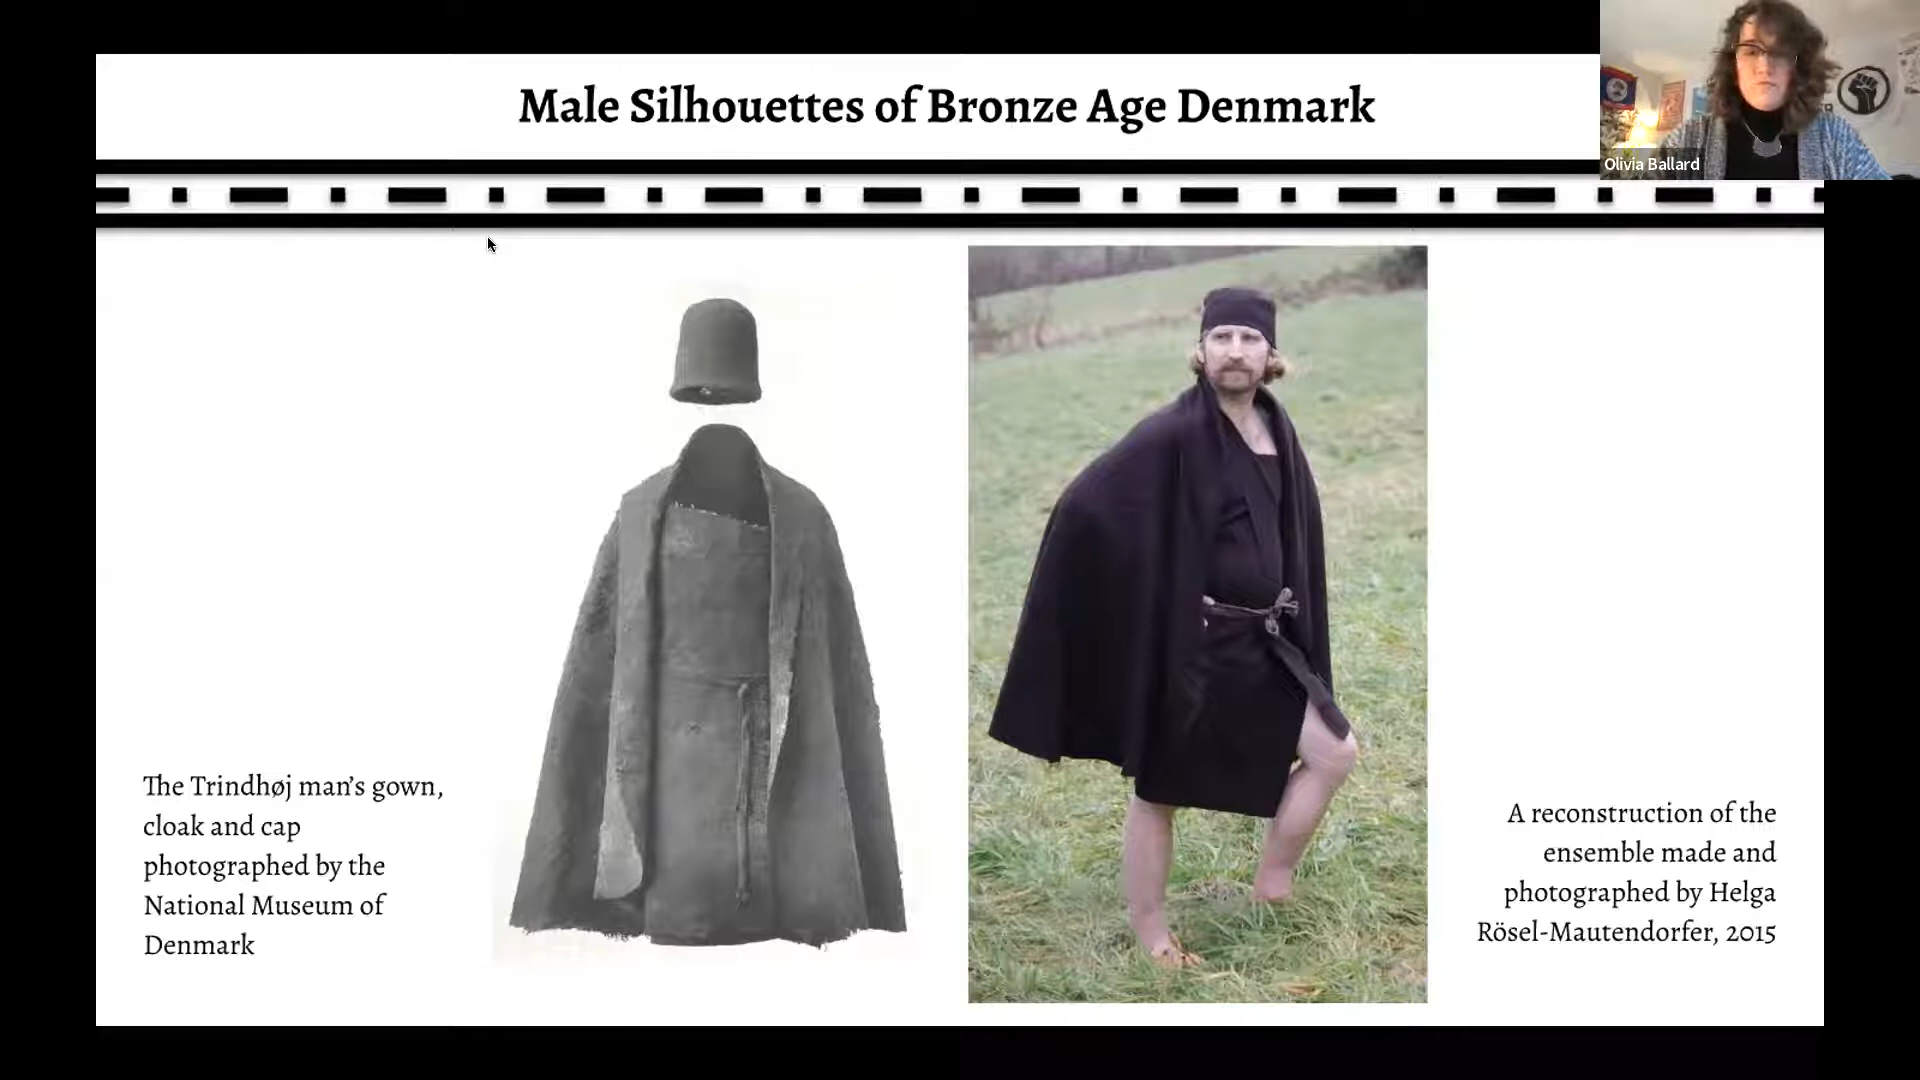 Male Silhouettes of Bronze Age Denmark
Olivia Ballard
The Trindhøj man’s gown,
cloak and cap
photographed by the
National Museum of
Denmark
A reconstruction of the
ensemble made and
photographed by Helga
Rösel-Mautendorfer, 2015